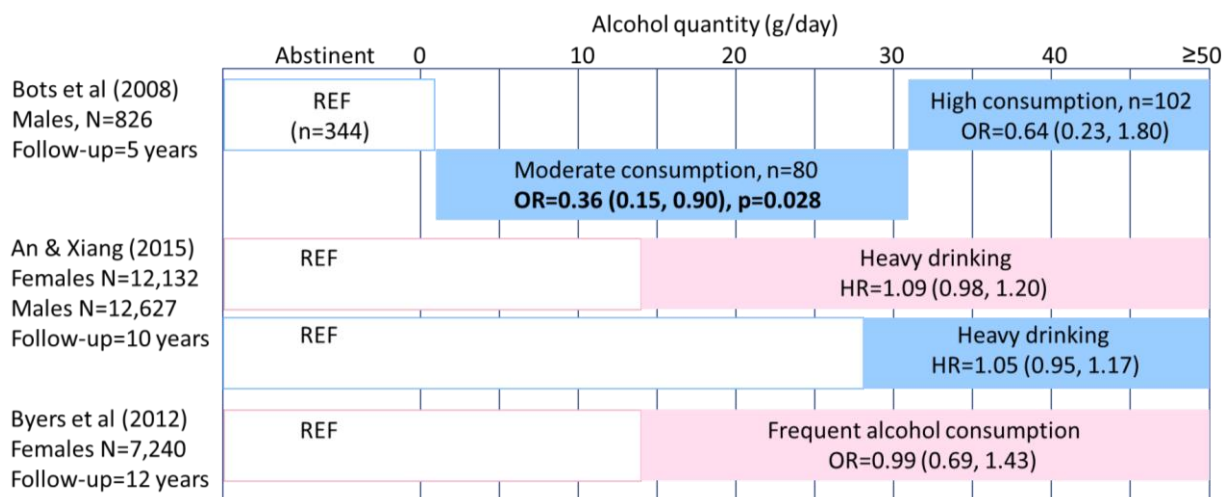 Alcohol quantity (g/day)
Abstinent 0 10 20 30 40 ≥50
Bots et al (2008)
Males, N=826
Follow-up=5 years
REF
(n=344)
High consumption, n=102
OR=0.64 (0.23, 1.80)
Moderate consumption, n=80
OR=0.36 (0.15, 0.90), p=0.028
An & Xiang (2015)
Females N=12,132
Males N=12,627
Follow-up=10 years
REF
Heavy drinking
HR=1.09 (0.98, 1.20)
REF
Heavy drinking
HR=1.05 (0.95, 1.17)
Byers et al (2012)
Females N=7,240
Follow-up=12 years
REF
Frequent alcohol consumption
OR=0.99 (0.69, 1.43)